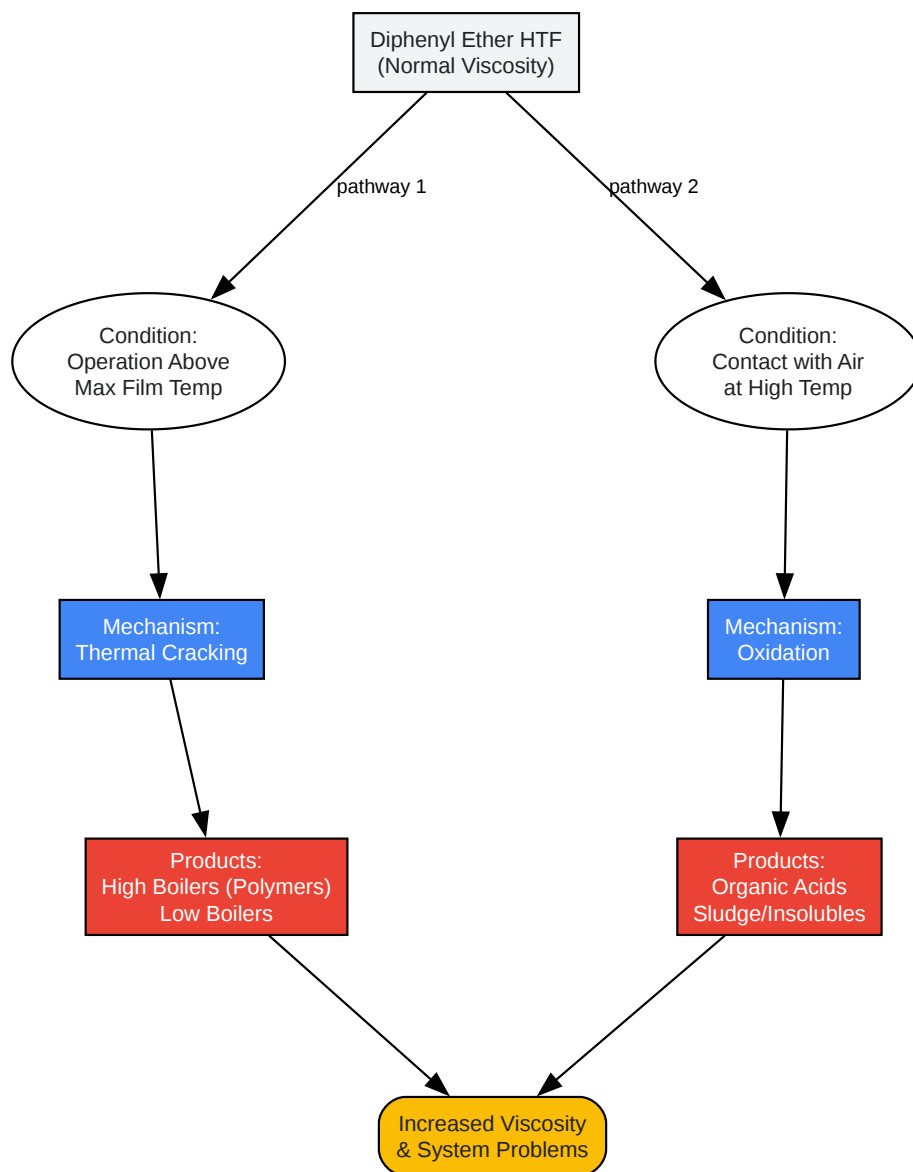 Diphenyl Ether HTF
(Normal Viscosity)
pathway 1
pathway 2
Condition:
Operation Above
Max Film Temp
Condition:
Contact with Air
at High Temp
Mechanism:
Thermal Cracking
Mechanism:
Oxidation
Products:
High Boilers (Polymers)
Low Boilers
Products:
Organic Acids
Sludge/Insolubles
Increased Viscosity
& System Problems